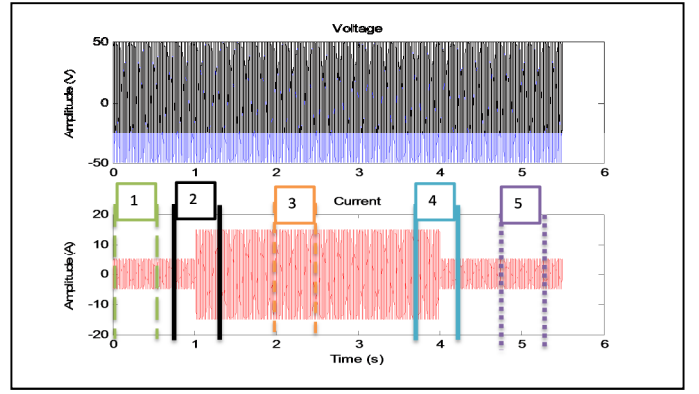 Voltage
Amplitude (V)
50
0
-50
0 1 2 3 4 5 6
1 2 3 4 5
Current
Amplitude (A)
20
10
0
-10
-20
0 1 2 3 4 5 6
Time (s)